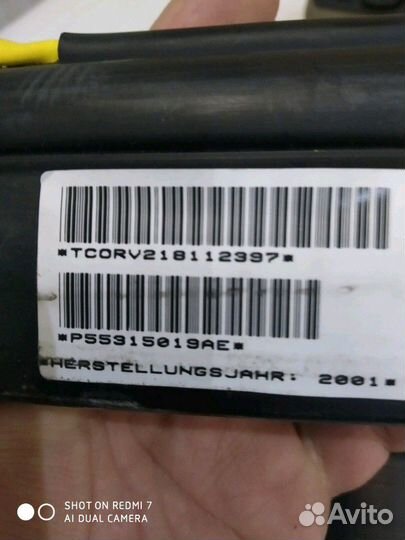 *TCORV218112397*
*P55315019AE*
*HERSTELLUNGSJAHR: 2001*
SHOT ON REDMI 7
AI DUAL CAMERA
Avito